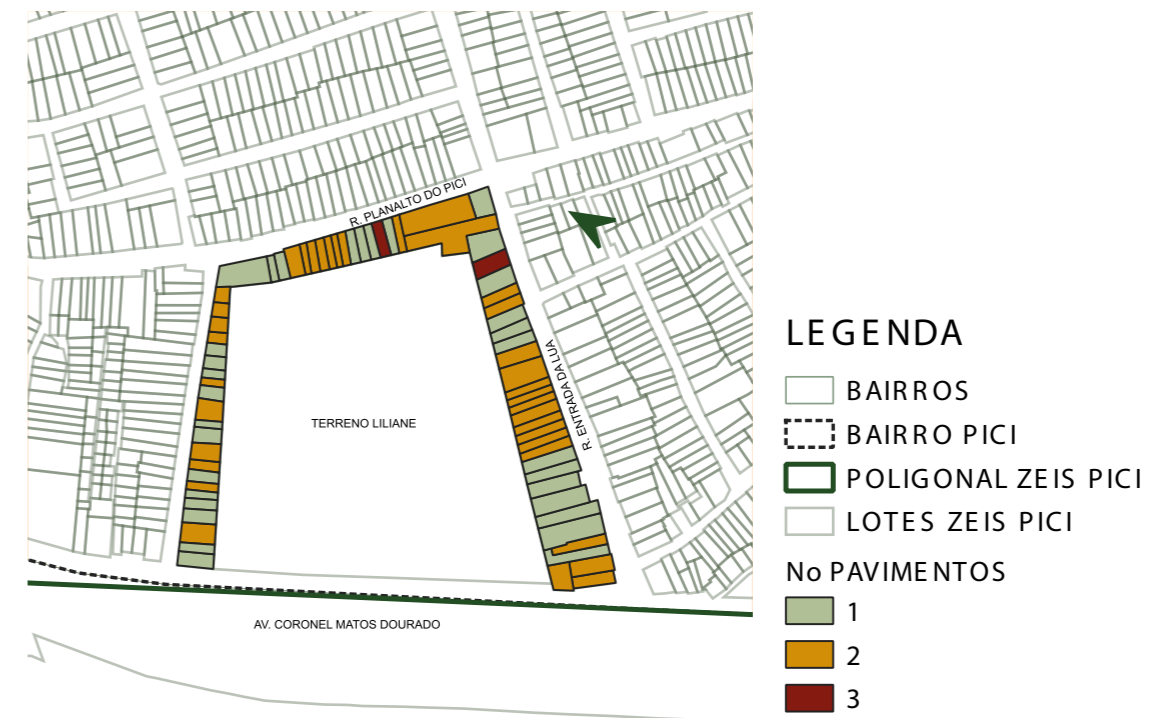 R. PLANALTO DO PICI
R. ENTRADA DA LUA
TERRENO LILIANE
AV. CORONEL MATOS DOURADO
LEGENDA
BAIRROS
BAIRRO PICI
POLIGONAL ZEIS PICI
LOTES ZEIS PICI
No PAVIMENTOS
1
2
3